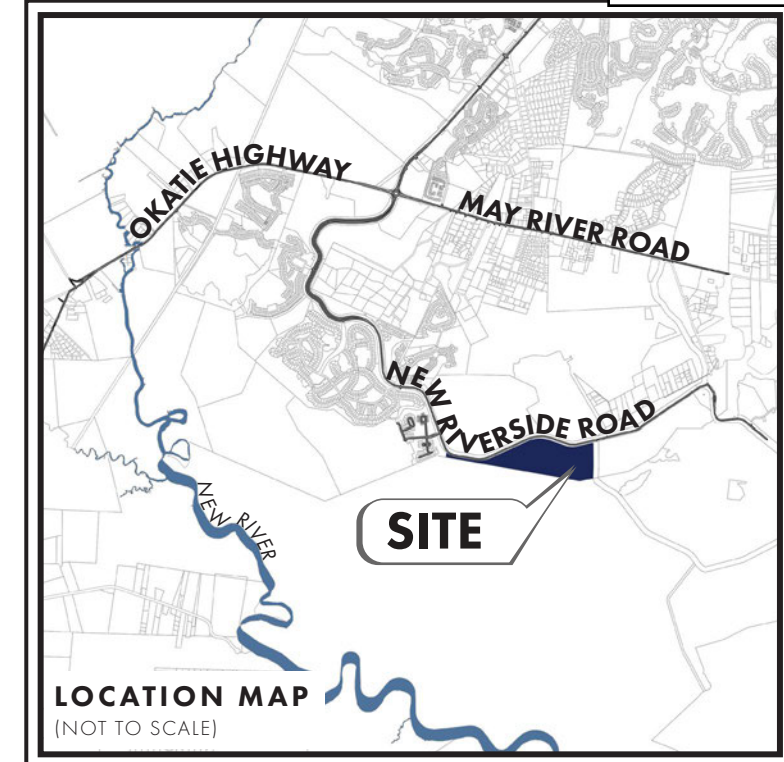 OKATIE HIGHWAY
MAY RIVER ROAD
NEW RIVERSIDE ROAD
SITE
NEW RIVER
LOCATION MAP
(NOT TO SCALE)